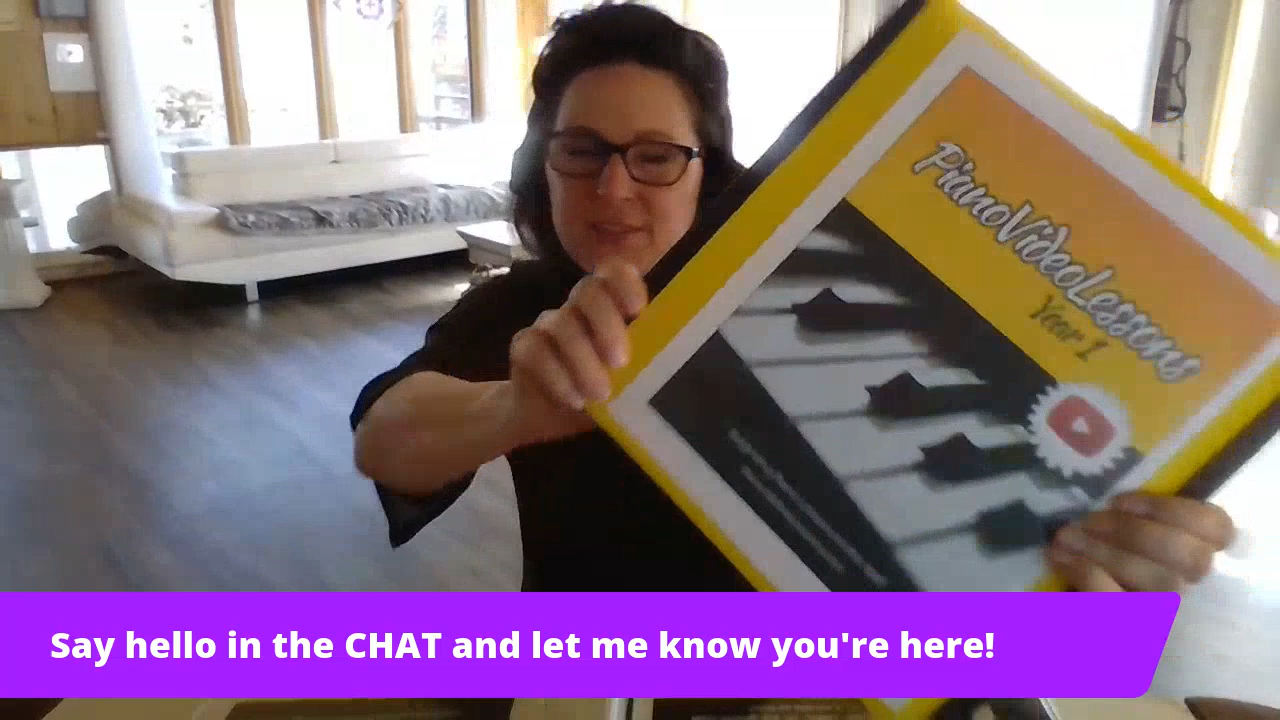 PianoVideoLessons
Year 1
Say hello in the CHAT and let me know you're here!